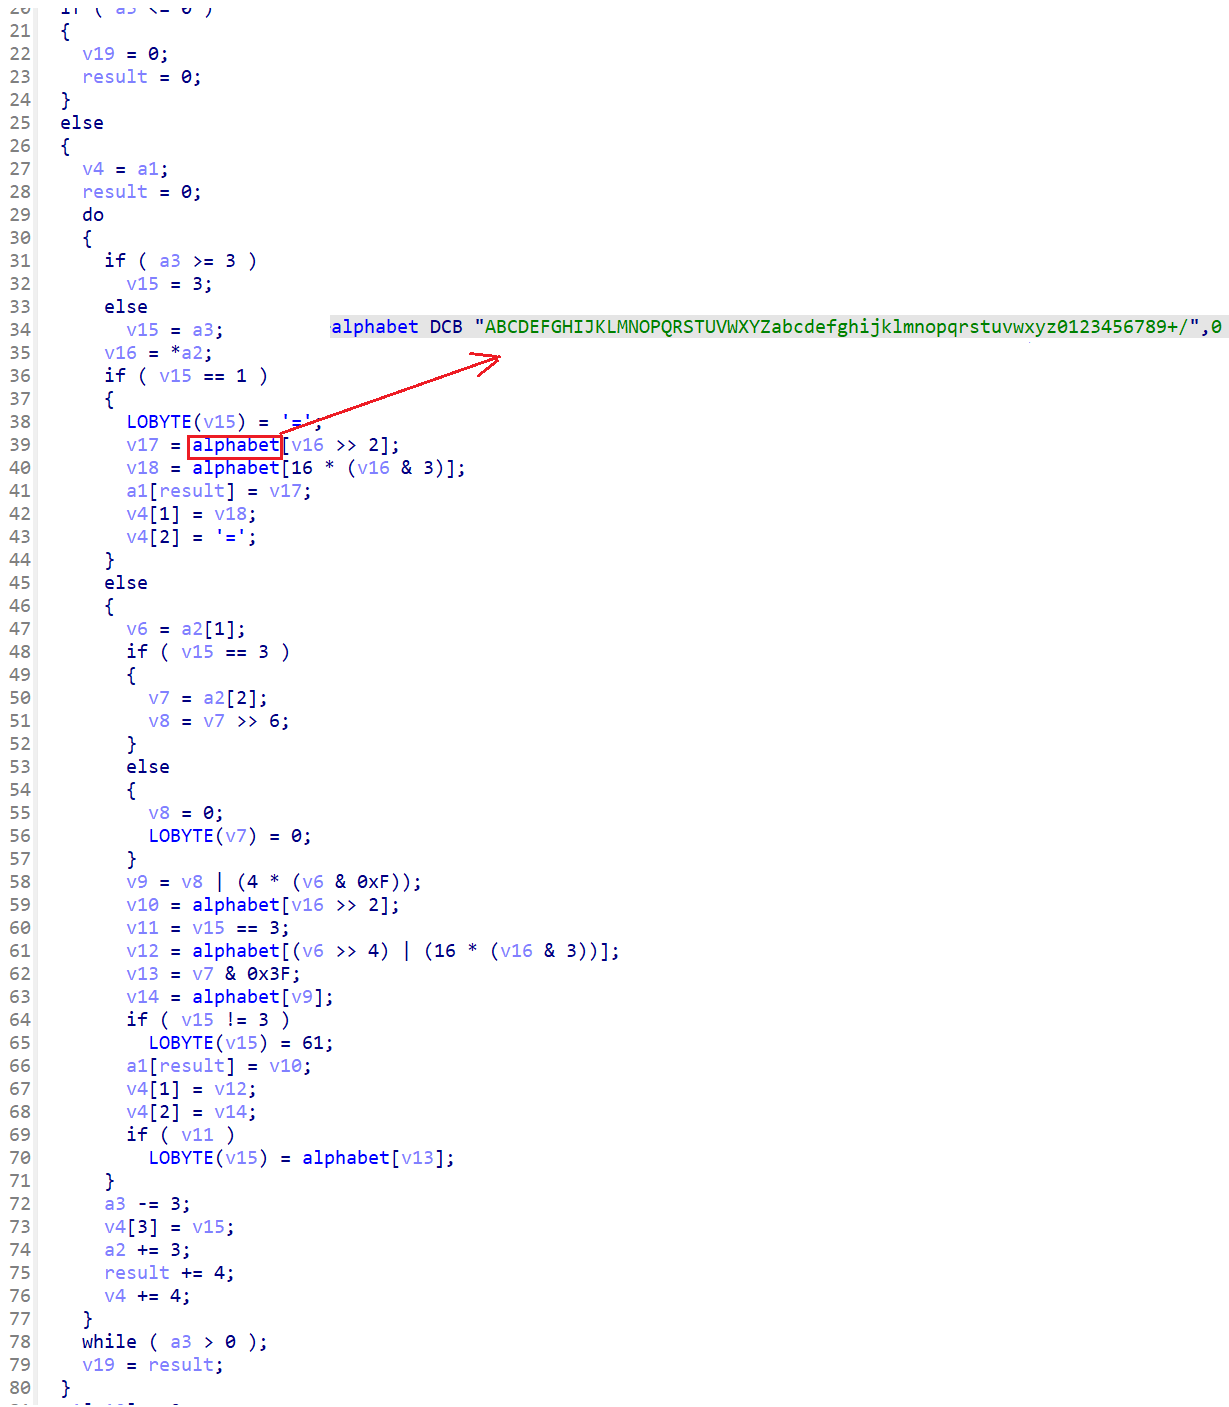 20 if ( a3 <= 0 )
21 {
22 v19 = 0;
23 result = 0;
24 }
25 else
26 {
27 v4 = a1;
28 result = 0;
29 do
30 {
31 if ( a3 >= 3 )
32 v15 = 3;
33 else
34 v15 = a3;
alphabet DCB "ABCDEFGHIJKLMNOPQRSTUVWXYZabcdefghijklmnopqrstuvwxyz0123456789+/",0
35 v16 = *a2;
36 if ( v15 == 1 )
37 {
38 LOBYTE(v15) = '=';
39 v17 = alphabet[v16 >> 2];
40 v18 = alphabet[16 * (v16 & 3)];
41 a1[result] = v17;
42 v4[1] = v18;
43 v4[2] = '=';
44 }
45 else
46 {
47 v6 = a2[1];
48 if ( v15 == 3 )
49 {
50 v7 = a2[2];
51 v8 = v7 >> 6;
52 }
53 else
54 {
55 v8 = 0;
56 LOBYTE(v7) = 0;
57 }
58 v9 = v8 | (4 * (v6 & 0xF));
59 v10 = alphabet[v16 >> 2];
60 v11 = v15 == 3;
61 v12 = alphabet[(v6 >> 4) | (16 * (v16 & 3))];
62 v13 = v7 & 0x3F;
63 v14 = alphabet[v9];
64 if ( v15 != 3 )
65 LOBYTE(v15) = 61;
66 a1[result] = v10;
67 v4[1] = v12;
68 v4[2] = v14;
69 if ( v11 )
70 LOBYTE(v15) = alphabet[v13];
71 }
72 a3 -= 3;
73 v4[3] = v15;
74 a2 += 3;
75 result += 4;
76 v4 += 4;
77 }
78 while ( a3 > 0 );
79 v19 = result;
80 }